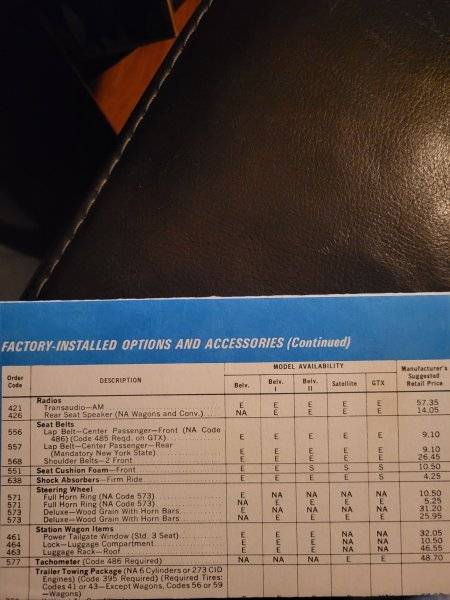 FACTORY-INSTALLED OPTIONS AND ACCESSORIES (Continued)
Order Code DESCRIPTION MODEL AVAILABILITY Manufacturer's Suggested Retail Price
Belv. Belv. I Belv. II Satellite GTX
Radios
421 Transaudio—AM E E E E E 57.35
426 Rear Seat Speaker (NA Wagons and Conv.) NA E E E E 14.05
Seat Belts
556 Lap Belt—Center Passenger—Front (NA Code
486) (Code 485 Reqd. on GTX) E E E E E 9.10
557 Lap Belt—Center Passenger—Rear
(Mandatory New York State) E E E E E 9.10
568 Shoulder Belts—2 Front E E E E E 26.45
551 Seat Cushion Foam—Front E E S S S 10.50
638 Shock Absorbers—Firm Ride E E E E E 4.25
Steering Wheel
571 Full Horn Ring (NA Code 573) E NA NA NA NA 10.50
571 Full Horn Ring (NA Code 573) NA E E E E 5.25
573 Deluxe—Wood Grain With Horn Bars E NA NA NA NA 31.20
573 Deluxe—Wood Grain With Horn Bars NA E E E E 25.95
Station Wagon Items
461 Power Tailgate Window (Std. 3 Seat) E E E NA NA 32.05
464 Lock—Luggage Compartment E E E NA NA 10.50
463 Luggage Rack—Roof E E E NA NA 46.55
577 Tachometer (Code 486 Required) NA NA NA E E 48.70
Trailer Towing Package (NA 6 Cylinders or 273 CID
Engines) (Code 395 Required) (Required Tires:
Codes 41 or 43—Except Wagons, Codes 56 or 59
—Wagons)